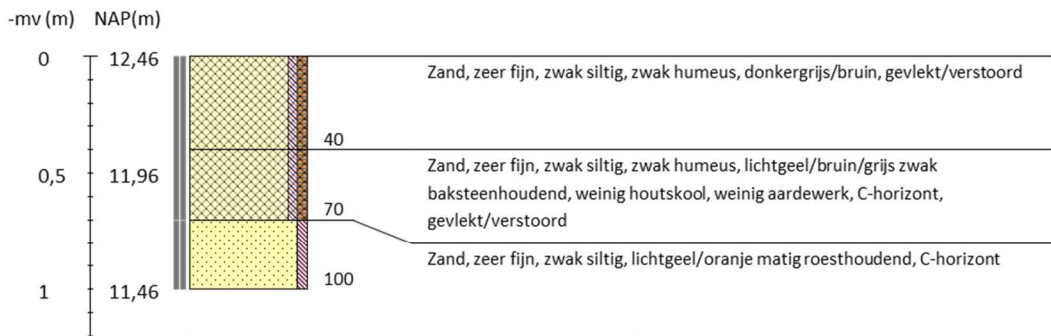 -mv (m) NAP(m)
0 12,46
Zand, zeer fijn, zwak siltig, zwak humeus, donkergrijs/bruin, gevlekt/verstoord
40
0,5 11,96
Zand, zeer fijn, zwak siltig, zwak humeus, lichtgeel/bruin/grijs zwak
baksteenhoudend, weinig houtskool, weinig aardewerk, C-horizont,
gevlekt/verstoord
70
Zand, zeer fijn, zwak siltig, lichtgeel/oranje matig roesthoudend, C-horizont
100
1 11,46